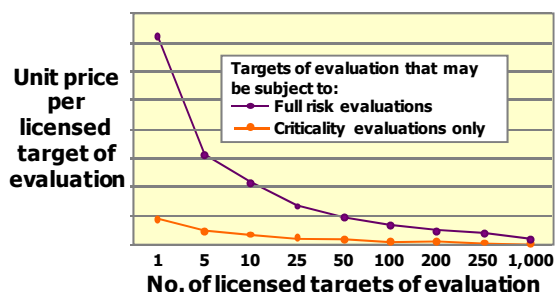 Unit price
per
licensed
target of
evaluation
Targets of evaluation that may
be subject to:
Full risk evaluations
Criticality evaluations only
1 5 10 25 50 100 200 250 1,000
No. of licensed targets of evaluation